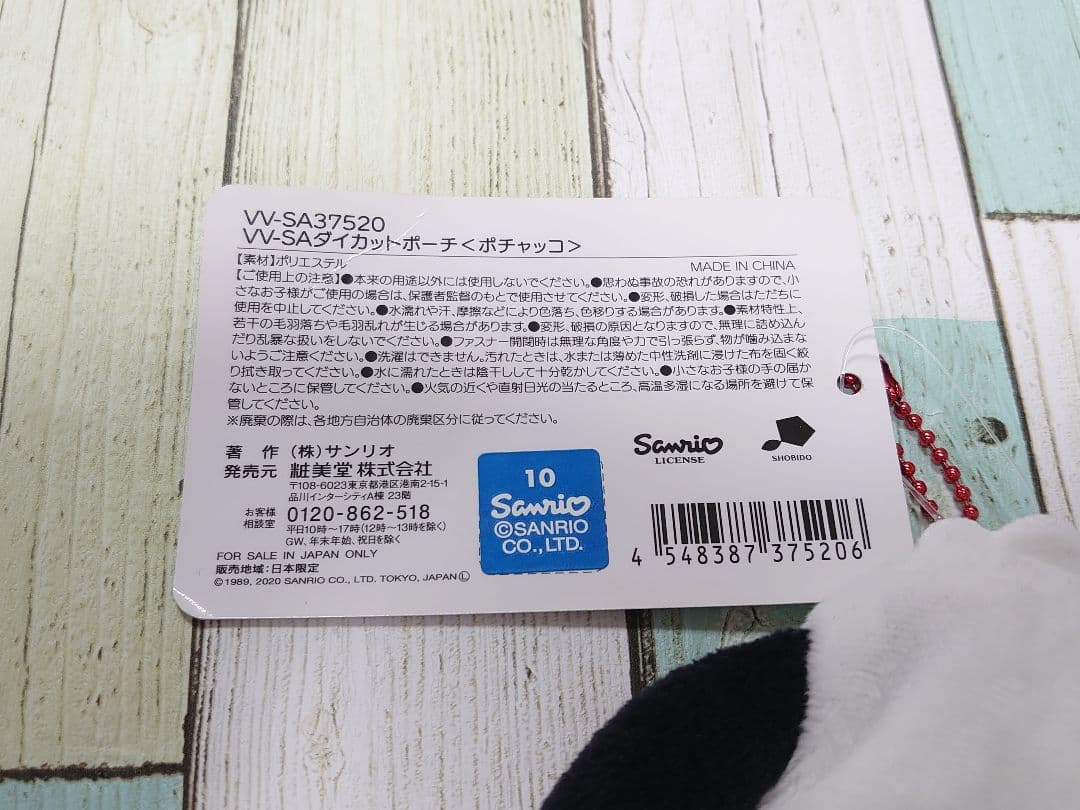 VV-SA37520
VV-SAダイカットポーチ<ポチャッコ>
【素材】ポリエステル
MADE IN CHINA
【ご使用上の注意】●本来の用途以外には使用しないでください。●思わぬ事故の恐れがありますので、小
さなお子様がご使用の場合は、保護者監督のもとで使用させてください。●変形、破損した場合はただちに
使用を中止してください。●水濡れや汗、摩擦などにより色落ち、色移りする場合があります。●素材特性上、
若干の毛羽落ちや毛羽乱れが生じる場合があります。●変形、破損の原因となりますので、無理に詰め込ん
だり乱暴な扱いをしないでください。●ファスナー開閉時は無理な角度や力で引っ張らず、物が噛み込まな
いようご注意ください。●洗濯はできません。汚れたときは、水または薄めた中性洗剤に浸けた布を固く絞
り拭き取ってください。●水に濡れたときは陰干しして十分乾かしてください。●小さなお子様の手の届か
ないところに保管してください。●火気の近くや直射日光の当たるところ、高温多湿になる場所を避けて保
管してください。
※廃棄の際は、各地方自治体の廃棄区分に従ってください。
著 作 (株)サンリオ
発売元 粧美堂 株式会社
〒108-6023東京都港区港南2-15-1
品川インターシティA棟 23階
お客様
相談室
0120-862-518
平日10時〜17時(12時〜13時を除く)
GW、年末年始、祝日を除く
FOR SALE IN JAPAN ONLY
販売地域:日本限定
©1989, 2020 SANRIO CO., LTD. TOKYO, JAPAN Ⓛ
10
Sanrio
©SANRIO
CO.,LTD.
Sanrio
LICENSE
SHOBIDO
4 548387 375206